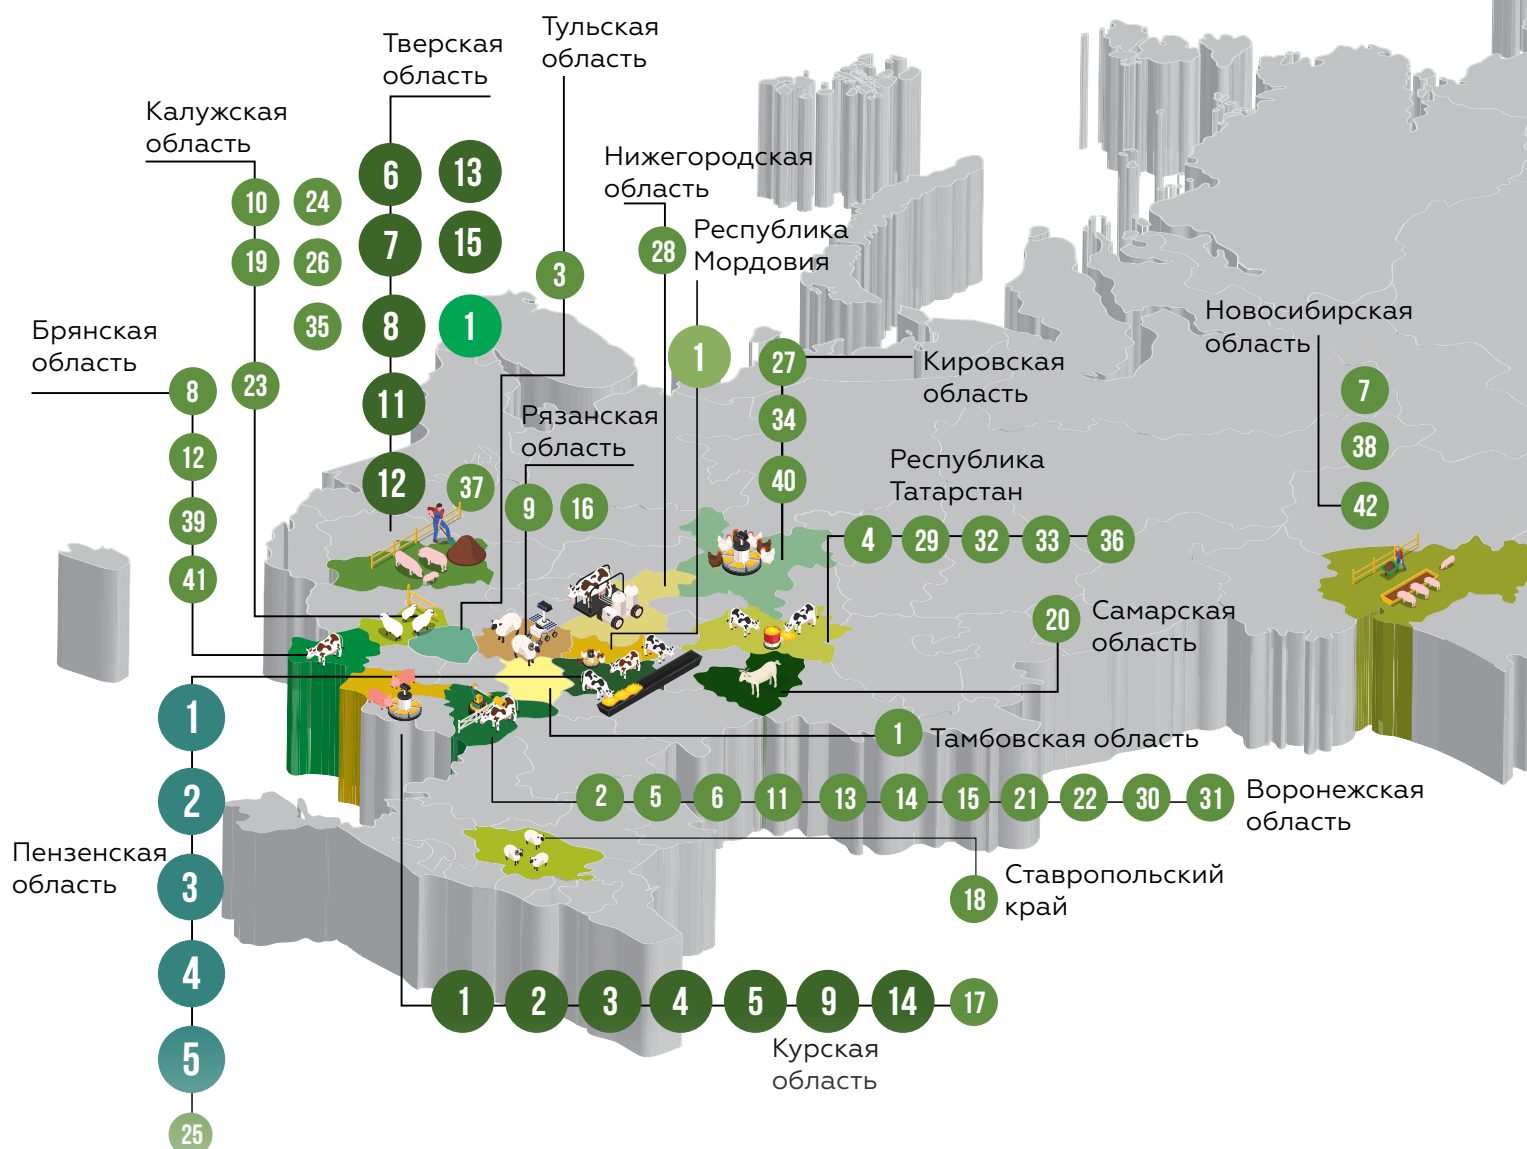 Тульская
область
Тверская
область
Калужская
область
6
13
10
24
7
15
19
26
8
1
35
23
11
12
37
Нижегородская
область
28
3
Республика
Мордовия
1
Брянская
область
8
12
39
41
Рязанская
область
9
16
27
34
40
Кировская
область
Республика
Татарстан
4
29
32
33
36
Новосибирская
область
7
38
42
20
Самарская
область
1
Тамбовская область
2
5
6
11
13
14
15
21
22
30
31
Воронежская
область
18
Ставропольский
край
Пензенская
область
1
2
3
4
5
25
1
2
3
4
5
9
14
17
Курская
область